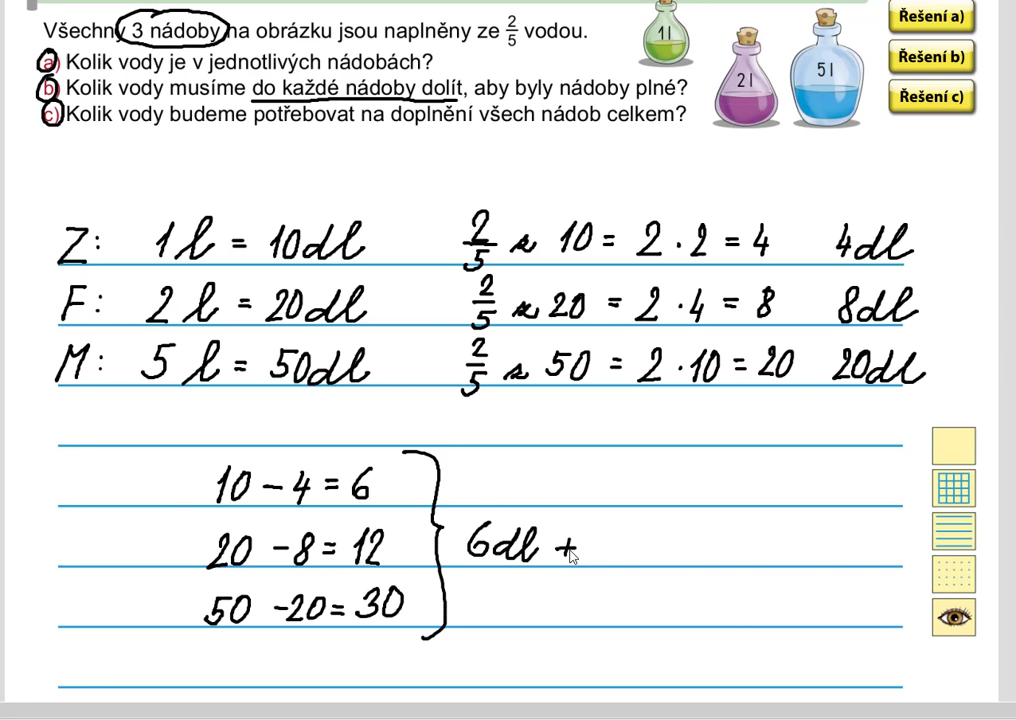 Všechny 3 nádoby na obrázku jsou naplněny ze 2/5 vodou.
a) Kolik vody je v jednotlivých nádobách?
b) Kolik vody musíme do každé nádoby dolít, aby byly nádoby plné?
c) Kolik vody budeme potřebovat na doplnění všech nádob celkem?
1 l
2 l
5 l
Řešení a)
Řešení b)
Řešení c)
Z: 1 l = 10dl 2/5 z 10 = 2 . 2 = 4 4dl
F: 2 l = 20dl 2/5 z 20 = 2 . 4 = 8 8dl
M: 5 l = 50dl 2/5 z 50 = 2 . 10 = 20 20dl
10 - 4 = 6
20 - 8 = 12
50 - 20 = 30
6dl +